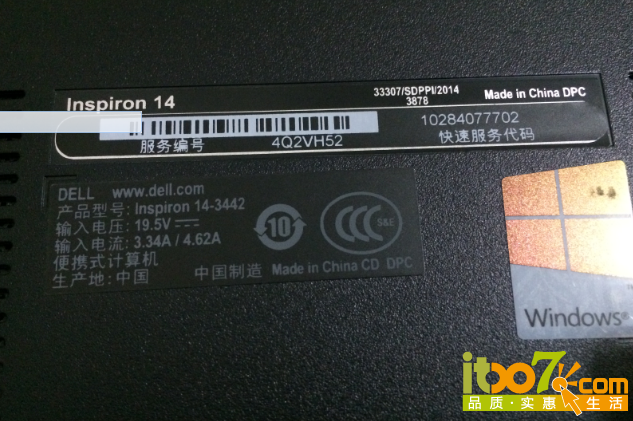 Inspiron 14
33307/SDPPI/2014
3878
Made in China DPC
服务编号 4Q2VH52
10284077702
快速服务代码
DELL www.dell.com
产品型号: Inspiron 14-3442
输入电压: 19.5V
输入电流: 3.34A / 4.62A
便携式计算机
生产地: 中国
中国制造 Made in China CD DPC
10
CCC S&E
Windows®
itoo7.com
品质·实惠 生活